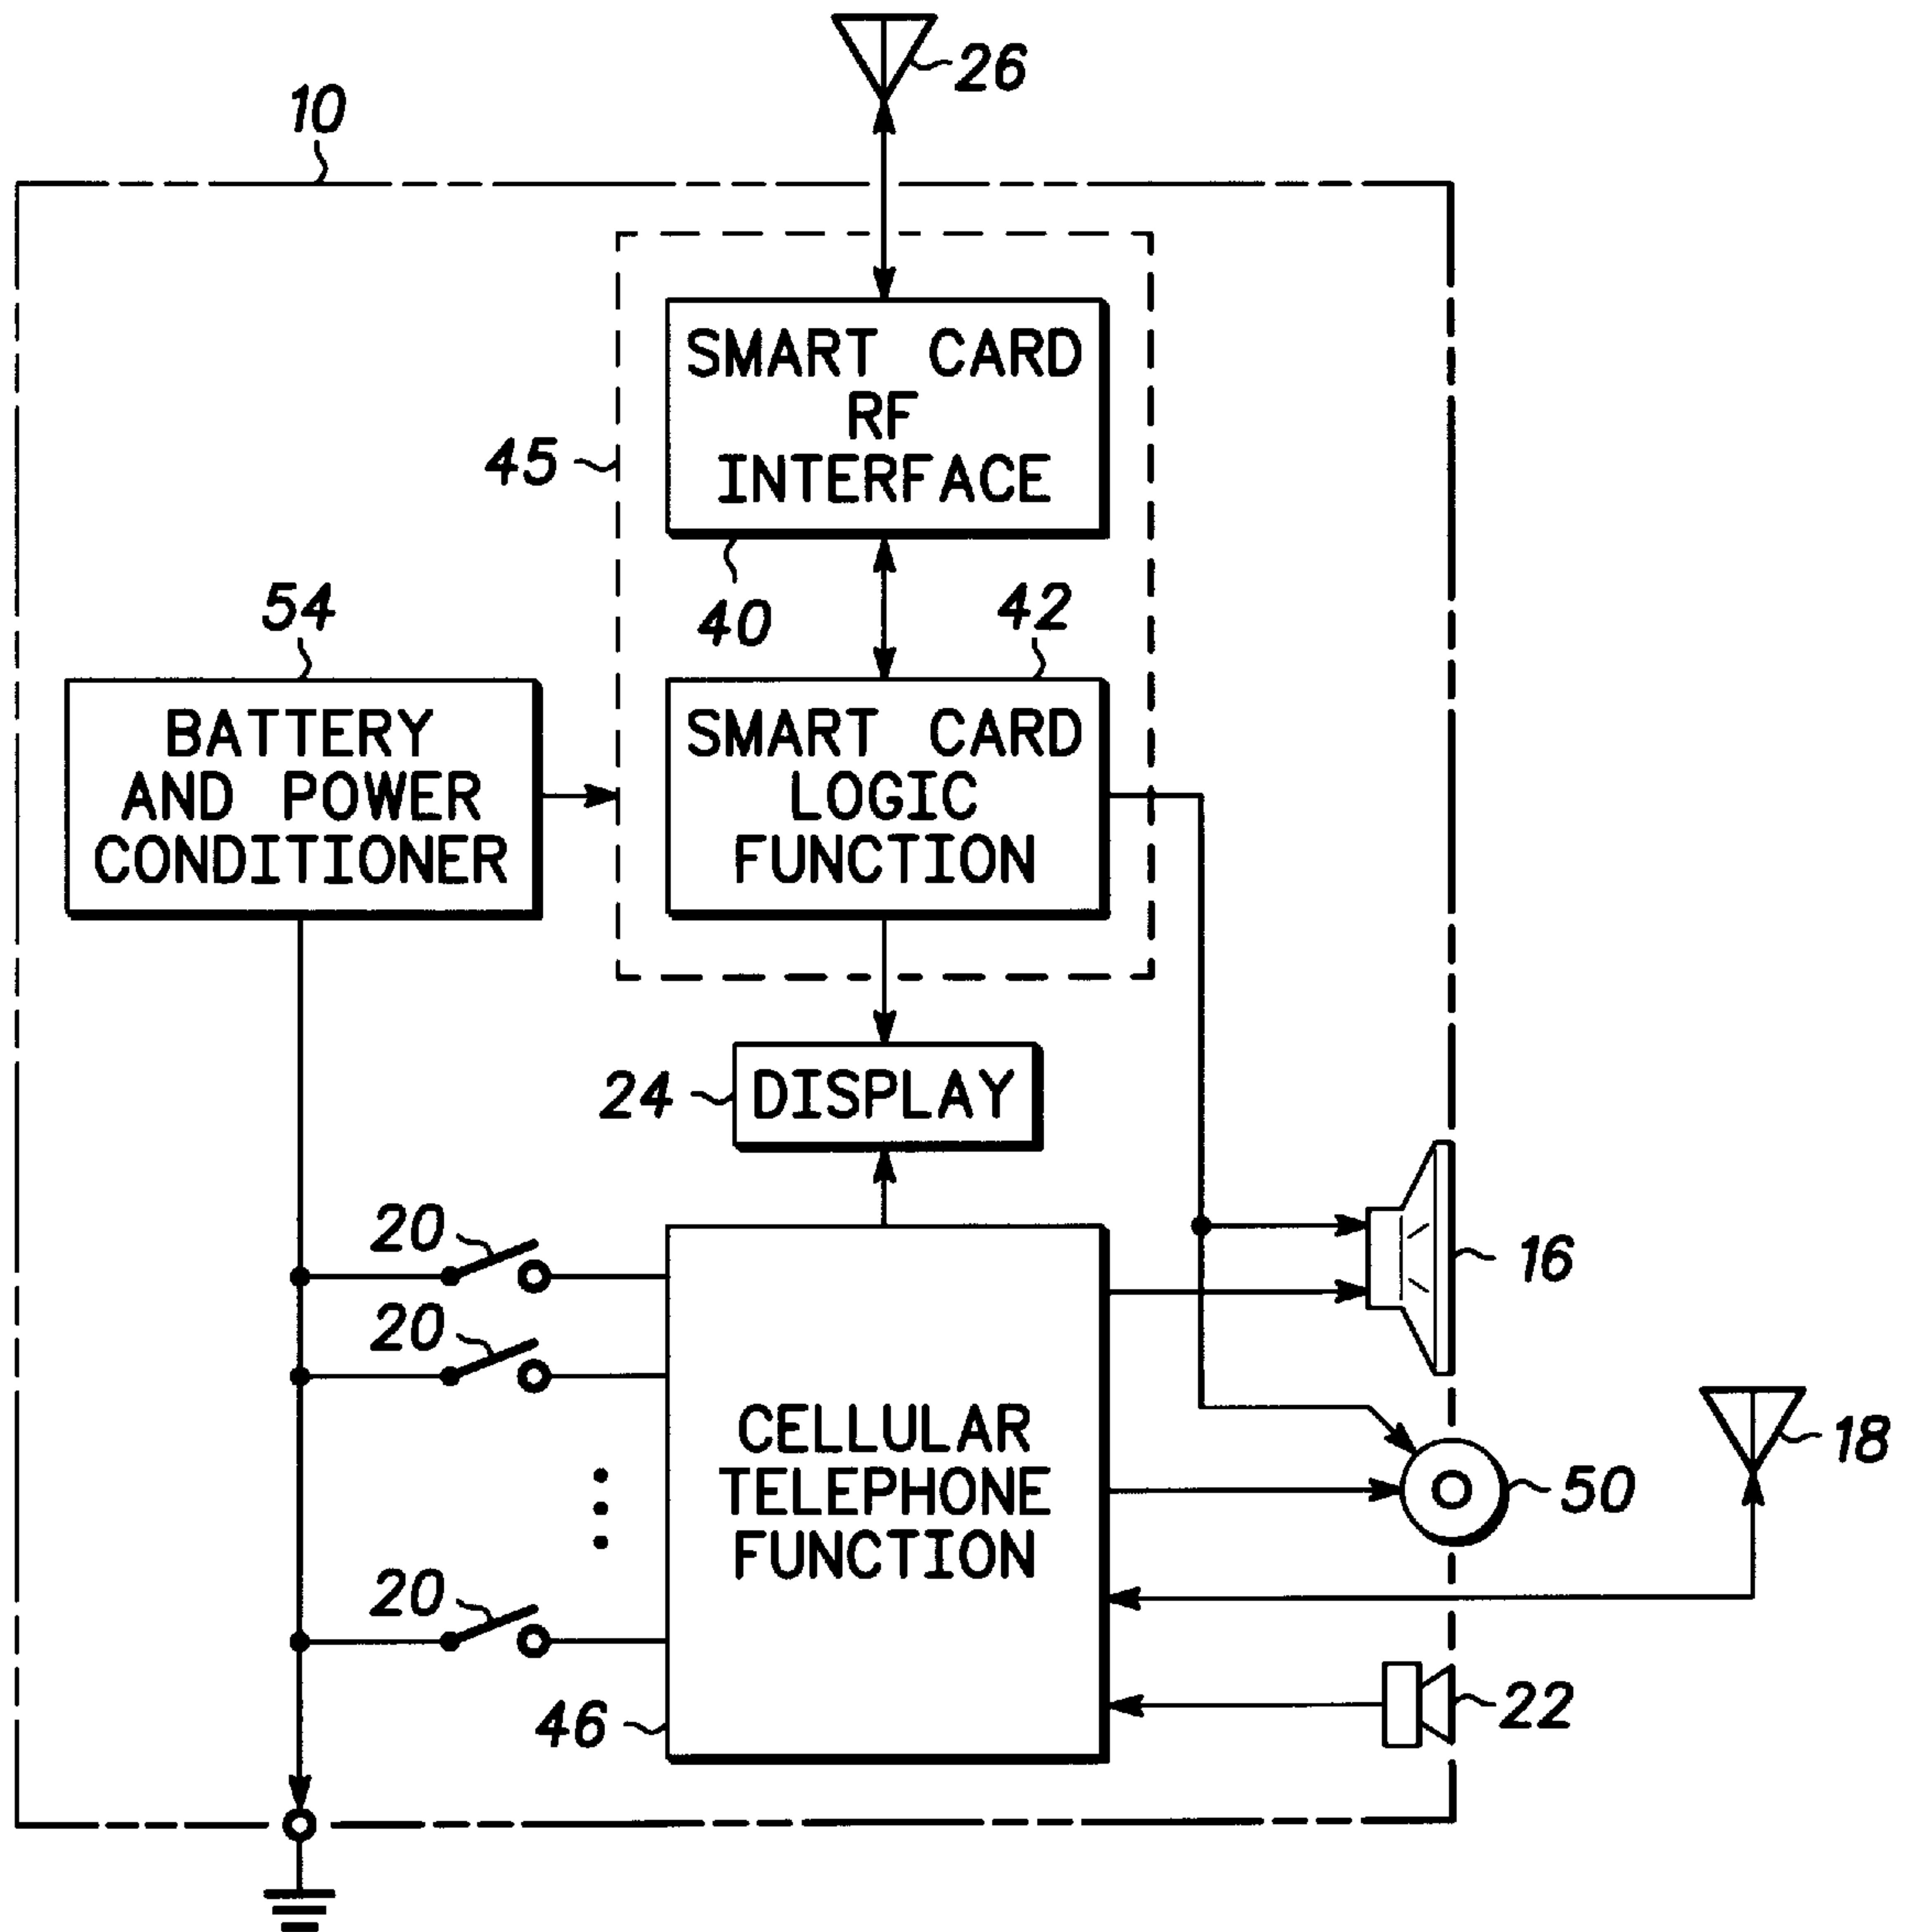 26
10
SMART CARD
RF
INTERFACE
45
40
42
54
BATTERY
AND POWER
CONDITIONER
SMART CARD
LOGIC
FUNCTION
24
DISPLAY
20
20
16
CELLULAR
TELEPHONE
FUNCTION
18
50
20
46
22